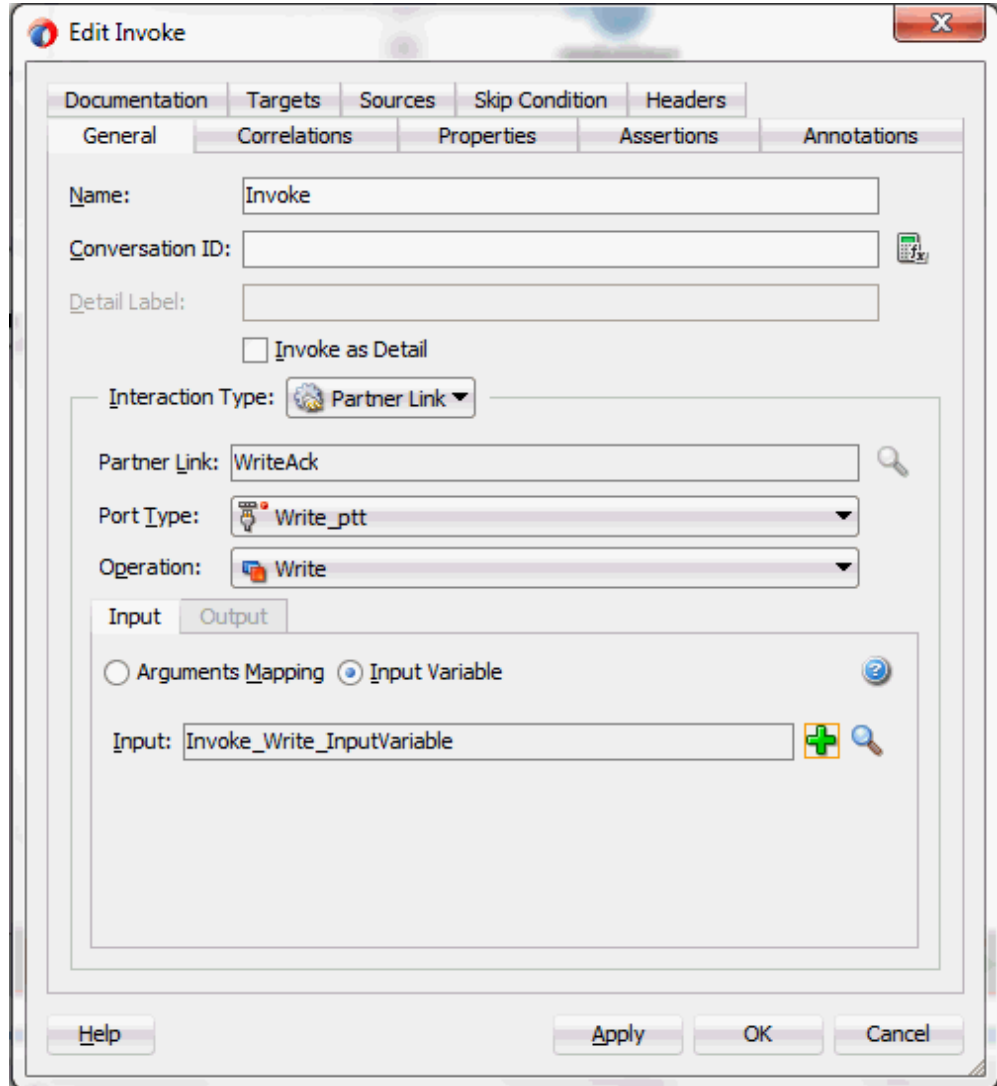 Edit Invoke
Documentation Targets Sources Skip Condition Headers
General Correlations Properties Assertions Annotations
Name: Invoke
Conversation ID:
Detail Label:
Invoke as Detail
Interaction Type: Partner Link
Partner Link: WriteAck
Port Type: Write_ptt
Operation: Write
Input Output
Arguments Mapping Input Variable
Input: Invoke_Write_InputVariable
Help Apply OK Cancel